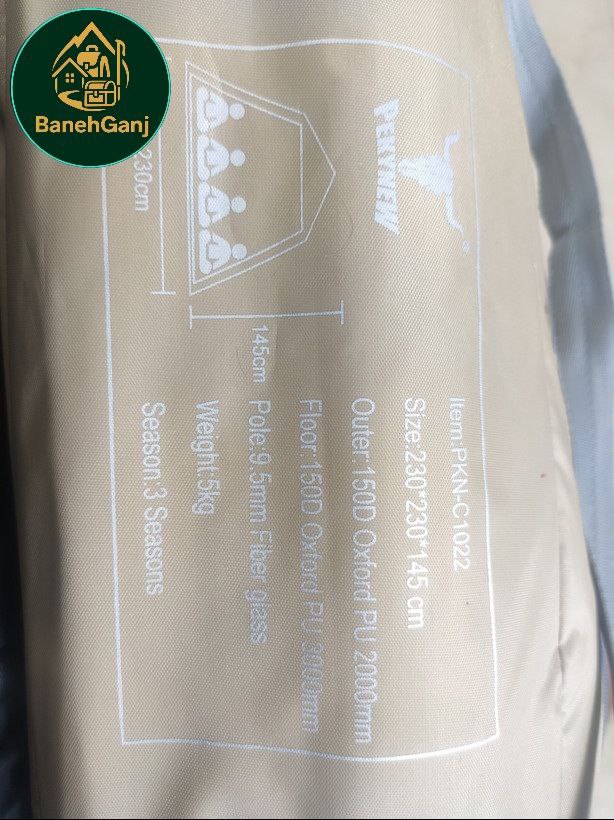 BanehGanj
PEKYNEW
®
230cm
145cm
Item:PKN-C1022
Size:230*230*145 cm
Outer:150D Oxford PU 2000mm
Floor:150D Oxford PU 3000mm
Pole:9.5mm Fiber glass
Weight:5kg
Season:3 Seasons